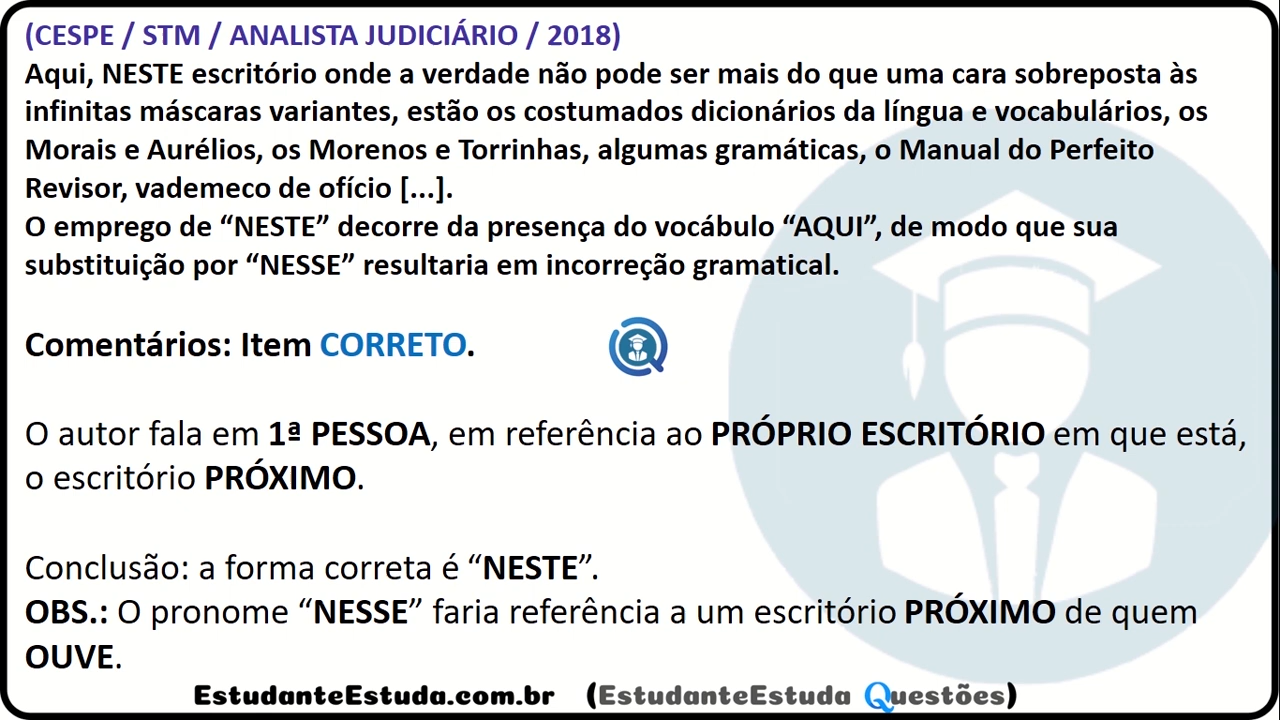 (CESPE / STM / ANALISTA JUDICIÁRIO / 2018)
Aqui, NESTE escritório onde a verdade não pode ser mais do que uma cara sobreposta às
infinitas máscaras variantes, estão os costumados dicionários da língua e vocabulários, os
Morais e Aurélios, os Morenos e Torrinhas, algumas gramáticas, o Manual do Perfeito
Revisor, vademeco de ofício [...].
O emprego de “NESTE” decorre da presença do vocábulo “AQUI”, de modo que sua
substituição por “NESSE” resultaria em incorreção gramatical.
Comentários: Item CORRETO.
O autor fala em 1ª PESSOA, em referência ao PRÓPRIO ESCRITÓRIO em que está,
o escritório PRÓXIMO.
Conclusão: a forma correta é “NESTE”.
OBS.: O pronome “NESSE” faria referência a um escritório PRÓXIMO de quem
OUVE.
EstudanteEstuda.com.br (EstudanteEstuda Questões)